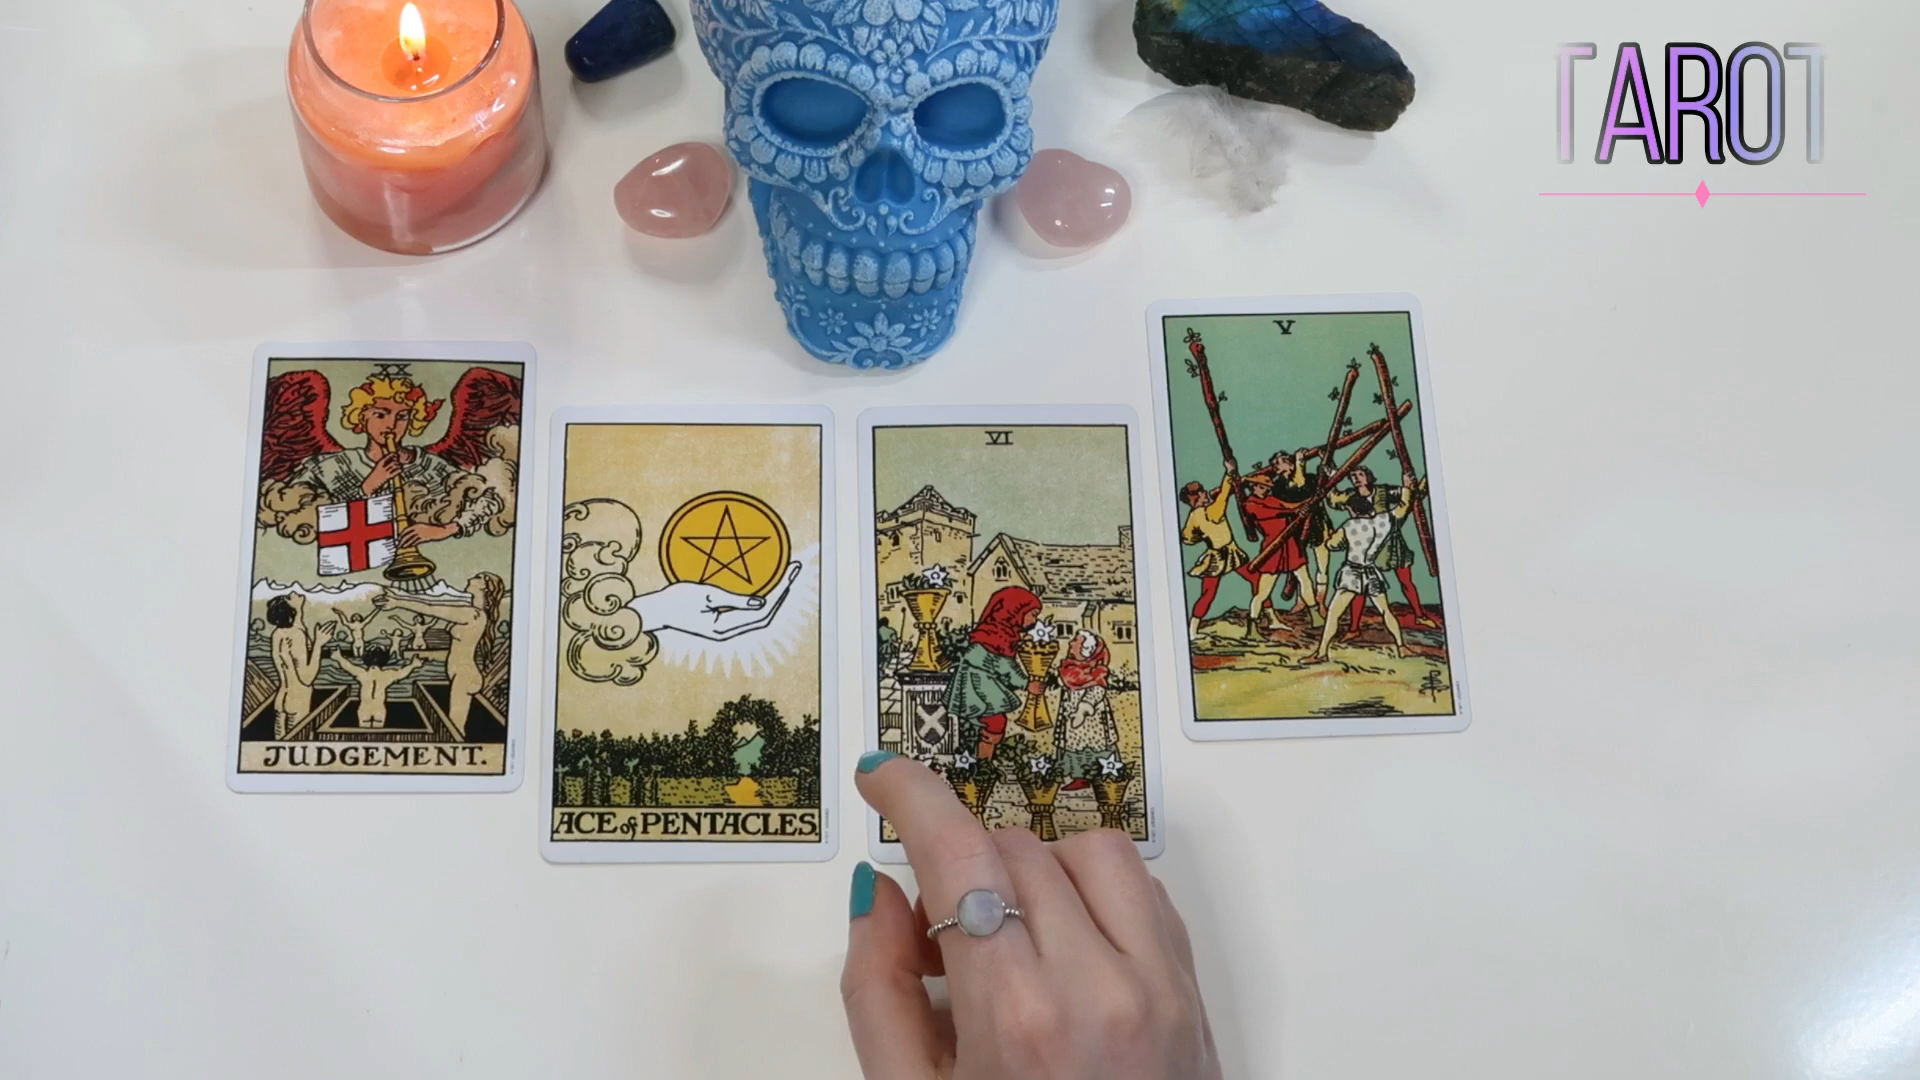 TAROT
XX
JUDGEMENT.
ACE of PENTACLES.
VI
V